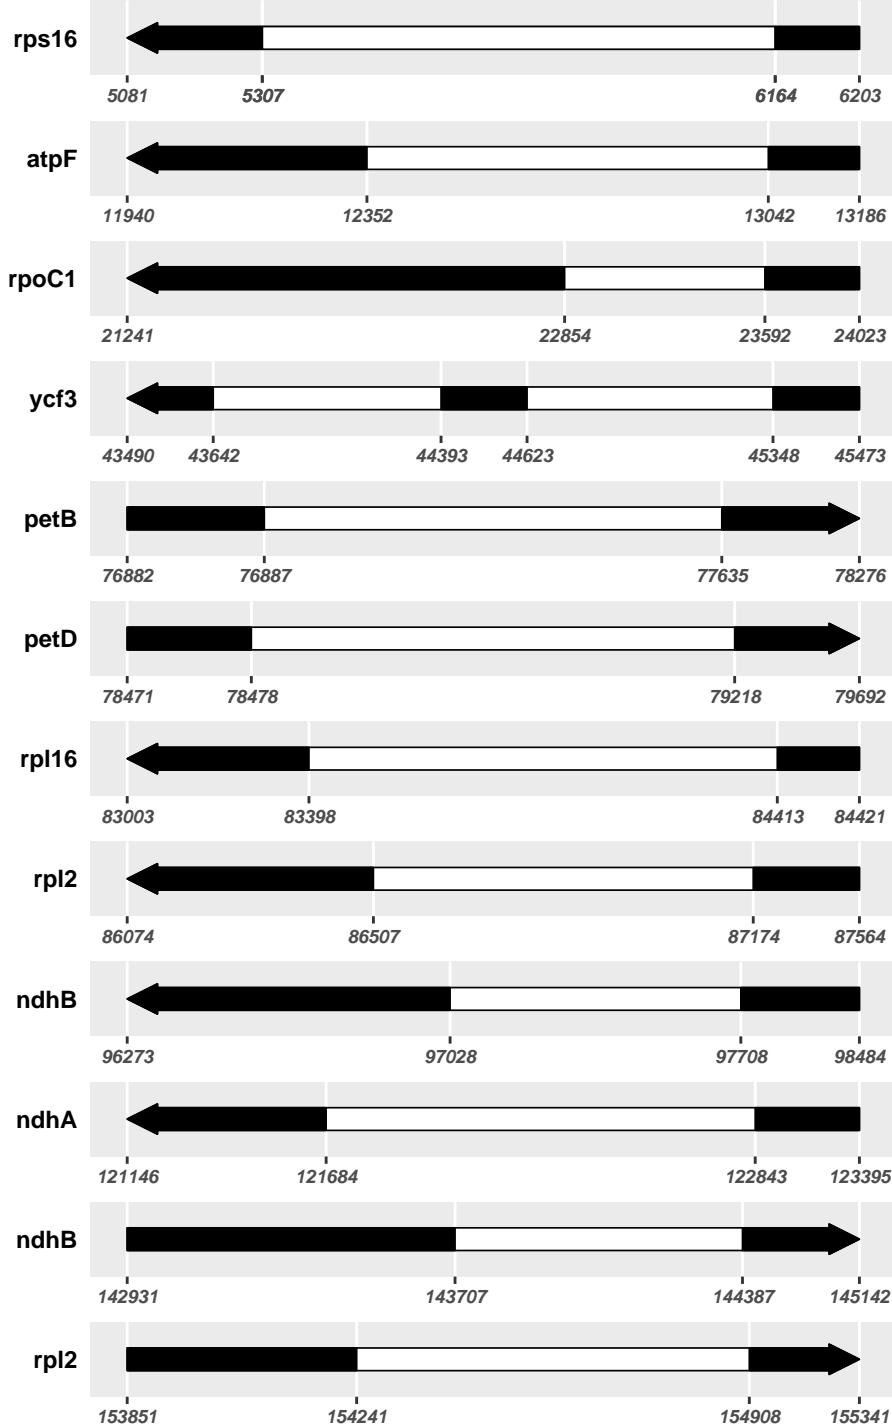 rps16
5081 5307 6164 6203
atpF
11940 12352 13042 13186
rpoC1
21241 22854 23592 24023
ycf3
43490 43642 44393 44623 45348 45473
petB
76882 76887 77635 78276
petD
78471 78478 79218 79692
rpl16
83003 83398 84413 84421
rpl2
86074 86507 87174 87564
ndhB
96273 97028 97708 98484
ndhA
121146 121684 122843 123395
ndhB
142931 143707 144387 145142
rpl2
153851 154241 154908 155341